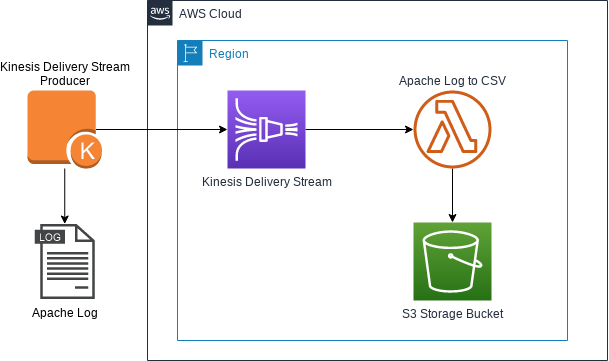 aws
AWS Cloud
Region
Kinesis Delivery Stream
Producer
K
Apache Log to CSV
Kinesis Delivery Stream
LOG
Apache Log
S3 Storage Bucket